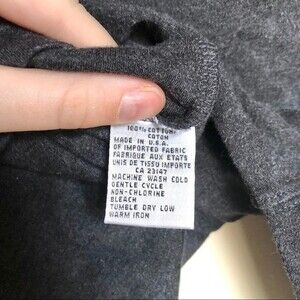 100% COTTON
COTON
MADE IN U.S.A.
OF IMPORTED FABRIC
FABRIQUE AUX ETATS
UNIS DE TISSU IMPORTE
CA 23147
MACHINE WASH COLD
GENTLE CYCLE
NON-CHLORINE
BLEACH
TUMBLE DRY LOW
WARM IRON